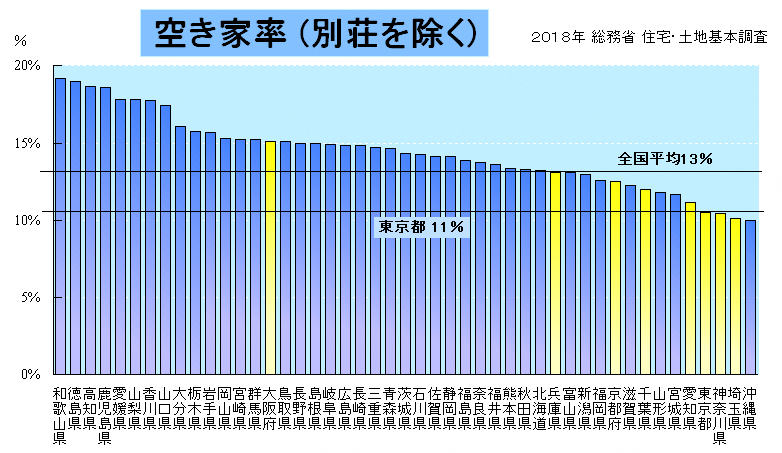 空き家率（別荘を除く）
2018年 総務省 住宅・土地基本調査
%
20%
15%
10%
5%
0%
全国平均13%
東京都 11%
和歌山県
徳島県
高知県
鹿児島県
愛媛県
山梨県
香川県
山口県
大分県
栃木県
岩手県
岡山県
宮崎県
群馬県
大阪府
鳥取県
長野県
島根県
岐阜県
広島県
長崎県
三重県
青森県
茨城県
石川県
佐賀県
静岡県
福島県
奈良県
福井県
熊本県
秋田県
北海道
兵庫県
富山県
新潟県
福岡県
京都府
滋賀県
千葉県
山形県
宮城県
愛知県
東京都
神奈川県
埼玉県
沖縄県